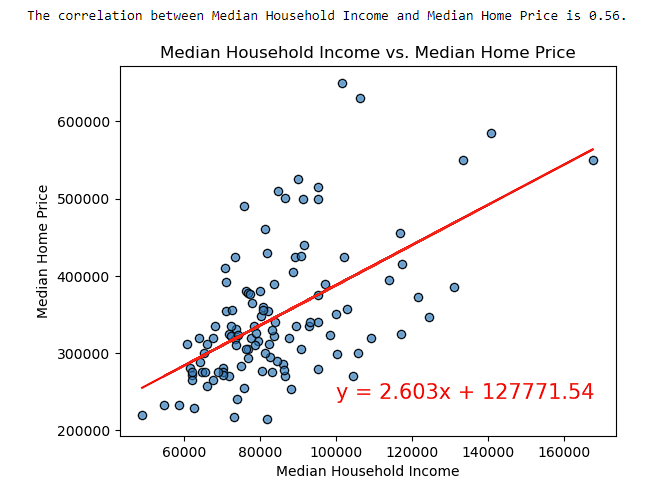 The correlation between Median Household Income and Median Home Price is 0.56.
Median Household Income vs. Median Home Price
600000
500000
400000
300000
200000
Median Home Price
y = 2.603x + 127771.54
60000 80000 100000 120000 140000 160000
Median Household Income